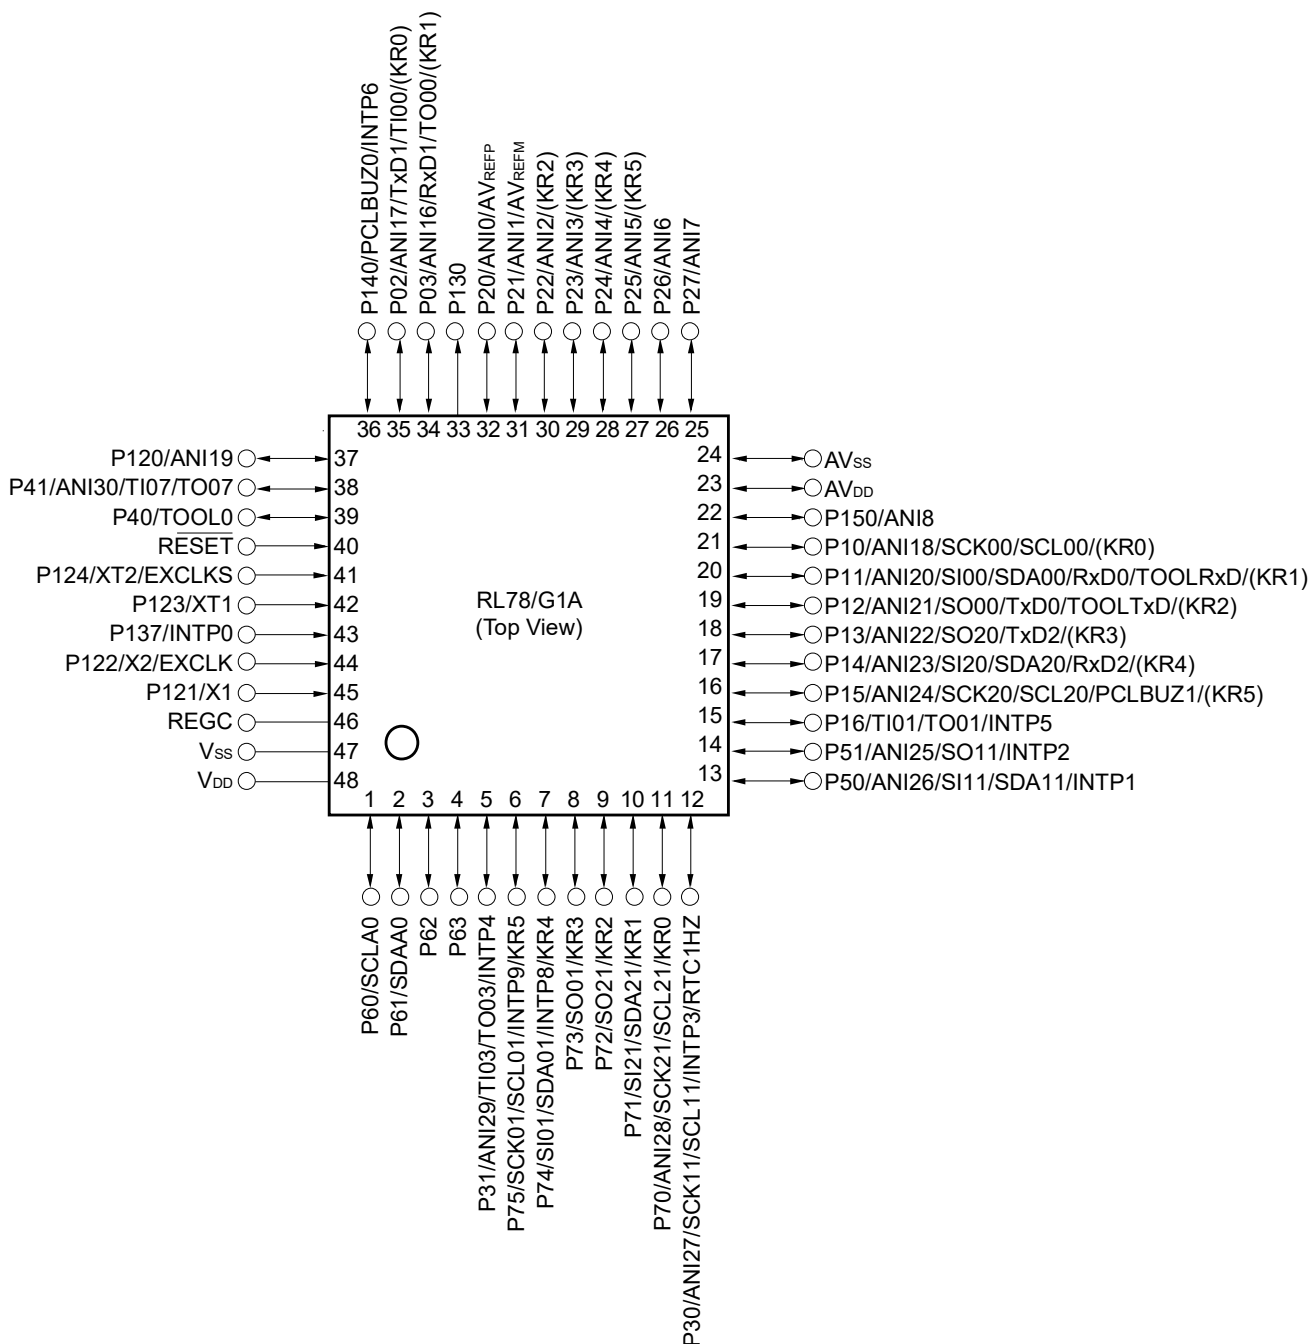 P140/PCLBUZ0/INTP6
P02/ANI17/TxD1/TI00/(KR0)
P03/ANI16/RxD1/TO00/(KR1)
P130
P20/ANI0/AVREFP
P21/ANI1/AVREFM
P22/ANI2/(KR2)
P23/ANI3/(KR3)
P24/ANI4/(KR4)
P25/ANI5/(KR5)
P26/ANI6
P27/ANI7
36 35 34 33 32 31 30 29 28 27 26 25
P120/ANI19 37
P41/ANI30/TI07/TO07 38
P40/TOOL0 39
RESET 40
P124/XT2/EXCLKS 41
P123/XT1 42
P137/INTP0 43
P122/X2/EXCLK 44
P121/X1 45
REGC 46
VSS 47
VDD 48
RL78/G1A
(Top View)
24 AVSS
23 AVDD
22 P150/ANI8
21 P10/ANI18/SCK00/SCL00/(KR0)
20 P11/ANI20/SI00/SDA00/RxD0/TOOLRxD/(KR1)
19 P12/ANI21/SO00/TxD0/TOOLTxD/(KR2)
18 P13/ANI22/SO20/TxD2/(KR3)
17 P14/ANI23/SI20/SDA20/RxD2/(KR4)
16 P15/ANI24/SCK20/SCL20/PCLBUZ1/(KR5)
15 P16/TI01/TO01/INTP5
14 P51/ANI25/SO11/INTP2
13 P50/ANI26/SI11/SDA11/INTP1
1 2 3 4 5 6 7 8 9 10 11 12
P60/SCLA0
P61/SDAA0
P62
P63
P31/ANI29/TI03/TO03/INTP4
P75/SCK01/SCL01/INTP9/KR5
P74/SI01/SDA01/INTP8/KR4
P73/SO01/KR3
P72/SO21/KR2
P71/SI21/SDA21/KR1
P70/ANI28/SCK21/SCL21/KR0
P30/ANI27/SCK11/SCL11/INTP3/RTC1HZ